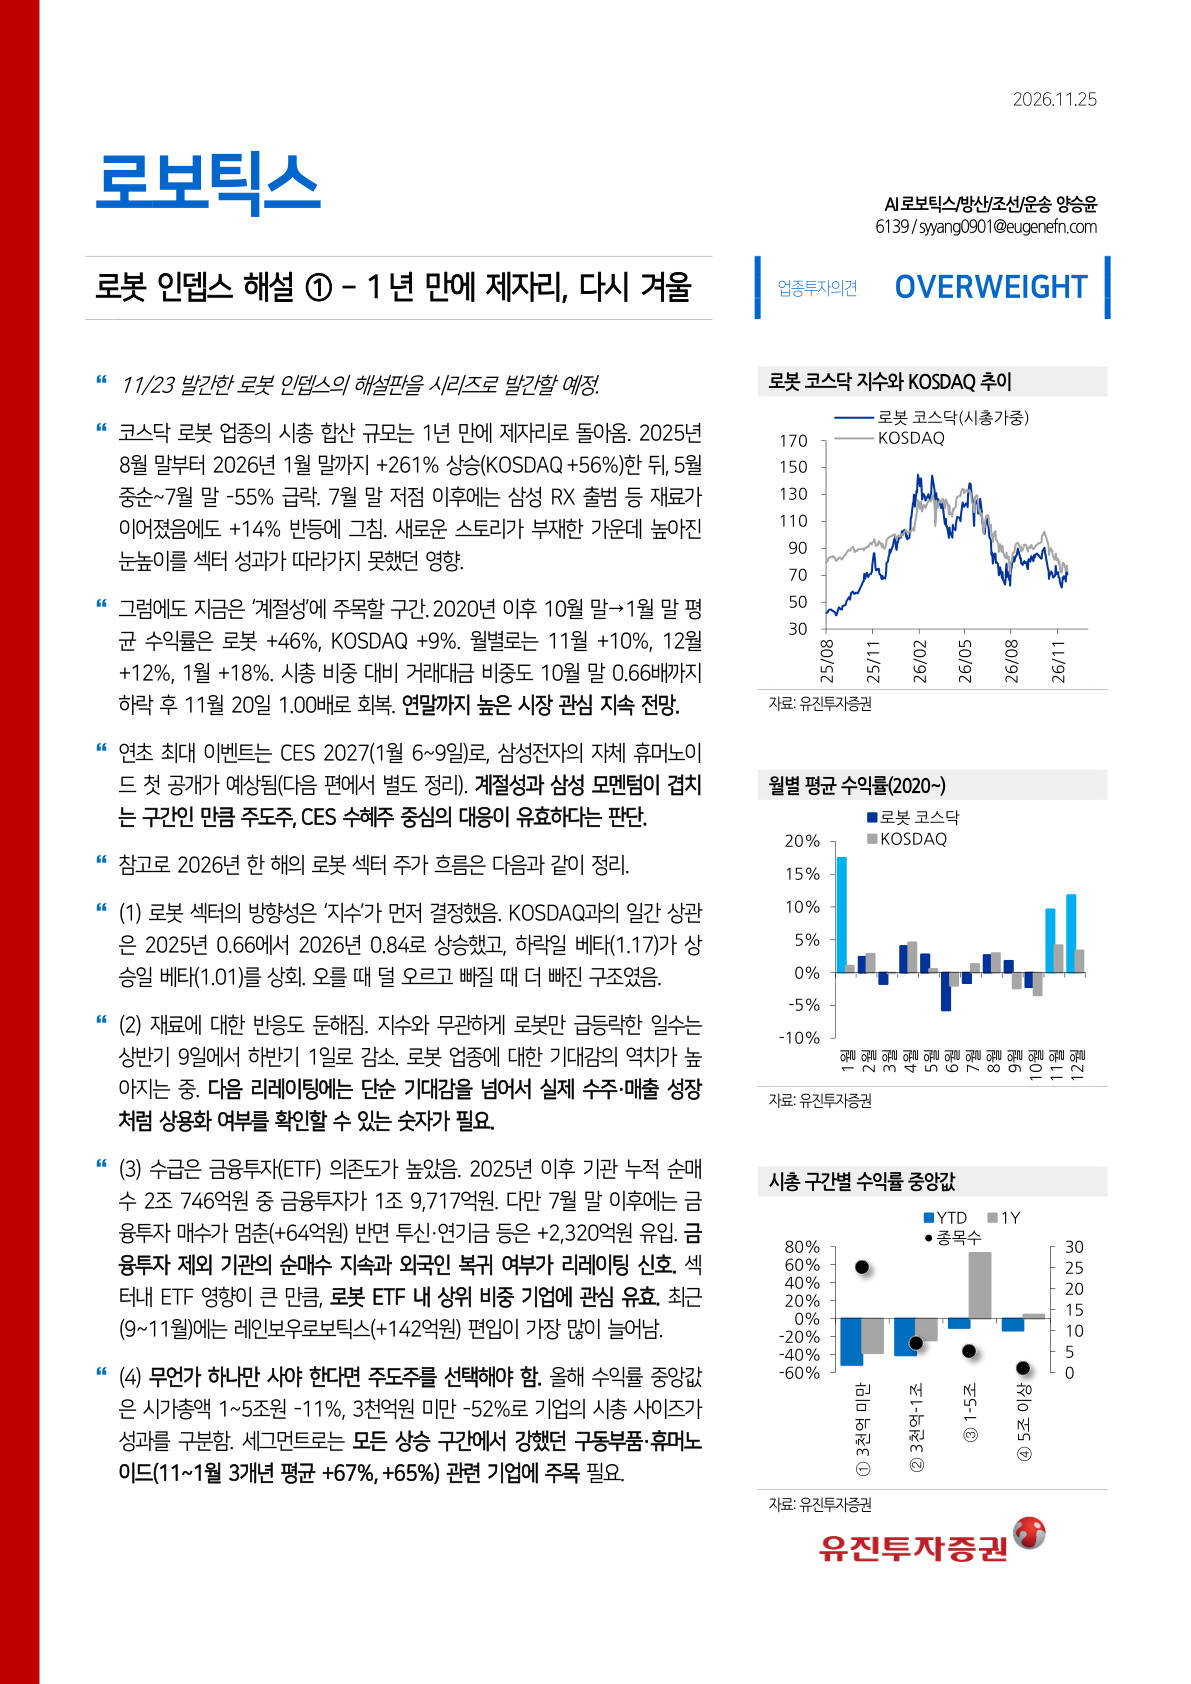 2026.11.25
로보틱스
AI로보틱스/방산/조선/운송 양승윤
6139 / syyang0901@eugenefn.com
로봇 인덱스 해설 ① – 1년 만에 제자리, 다시 겨울
업종투자의견 OVERWEIGHT
“ 11/23 발간한 로봇 인뎁스의 해설판을 시리즈로 발간할 예정.
“ 코스닥 로봇 업종의 시총 합산 규모는 1년 만에 제자리로 돌아옴. 2025년
8월 말부터 2026년 1월 말까지 +261% 상승(KOSDAQ +56%)한 뒤, 5월
중순~7월 말 -55% 급락. 7월 말 저점 이후에는 삼성 RX 출범 등 재료가
이어졌음에도 +14% 반등에 그침. 새로운 스토리가 부재한 가운데 높아진
눈높이를 섹터 성과가 따라가지 못했던 영향.
“ 그럼에도 지금은 ‘계절성’에 주목할 구간. 2020년 이후 10월 말→1월 말 평
균 수익률은 로봇 +46%, KOSDAQ +9%. 월별로는 11월 +10%, 12월
+12%, 1월 +18%. 시총 비중 대비 거래대금 비중도 10월 말 0.66배까지
하락 후 11월 20일 1.00배로 회복. 연말까지 높은 시장 관심 지속 전망.
“ 연초 최대 이벤트는 CES 2027(1월 6~9일)로, 삼성전자의 자체 휴머노이
드 첫 공개가 예상됨(다음 편에서 별도 정리). 계절성과 삼성 모멘텀이 겹치
는 구간인 만큼 주도주, CES 수혜주 중심의 대응이 유효하다는 판단.
“ 참고로 2026년 한 해의 로봇 섹터 주가 흐름은 다음과 같이 정리.
“ (1) 로봇 섹터의 방향성은 ‘지수’가 먼저 결정했음. KOSDAQ과의 일간 상관
은 2025년 0.66에서 2026년 0.84로 상승했고, 하락일 베타(1.17)가 상
승일 베타(1.01)를 상회. 오를 때 덜 오르고 빠질 때 더 빠진 구조였음.
“ (2) 재료에 대한 반응도 둔해짐. 지수와 무관하게 로봇만 급등락한 일수는
상반기 9일에서 하반기 1일로 감소. 로봇 업종에 대한 기대감의 역치가 높
아지는 중. 다음 리레이팅에는 단순 기대감을 넘어서 실제 수주·매출 성장
처럼 상용화 여부를 확인할 수 있는 숫자가 필요.
“ (3) 수급은 금융투자(ETF) 의존도가 높았음. 2025년 이후 기관 누적 순매
수 2조 746억원 중 금융투자가 1조 9,717억원. 다만 7월 말 이후에는 금
융투자 매수가 멈춘(+64억원) 반면 투신·연기금 등은 +2,320억원 유입. 금
융투자 제외 기관의 순매수 지속과 외국인 복귀 여부가 리레이팅 신호. 섹
터내 ETF 영향이 큰 만큼, 로봇 ETF 내 상위 비중 기업에 관심 유효. 최근
(9~11월)에는 레인보우로보틱스(+142억원) 편입이 가장 많이 늘어남.
“ (4) 무언가 하나만 사야 한다면 주도주를 선택해야 함. 올해 수익률 중앙값
은 시가총액 1~5조원 -11%, 3천억원 미만 -52%로 기업의 시총 사이즈가
성과를 구분함. 세그먼트로는 모든 상승 구간에서 강했던 구동부품·휴머노
이드(11~1월 3개년 평균 +67%, +65%) 관련 기업에 주목 필요.
로봇 코스닥 지수와 KOSDAQ 추이
로봇 코스닥(시총가중)
KOSDAQ
170
150
130
110
90
70
50
30
25/08
25/11
26/02
26/05
26/08
26/11
자료: 유진투자증권
월별 평균 수익률(2020~)
로봇 코스닥
KOSDAQ
20%
15%
10%
5%
0%
-5%
-10%
1월
2월
3월
4월
5월
6월
7월
8월
9월
10월
11월
12월
자료: 유진투자증권
시총 구간별 수익률 중앙값
YTD
1Y
종목수
80%
60%
40%
20%
0%
-20%
-40%
-60%
30
25
20
15
10
5
0
① 3천억 미만
② 3천억-1조
③ 1-5조
④ 5조 이상
자료: 유진투자증권
유진투자증권